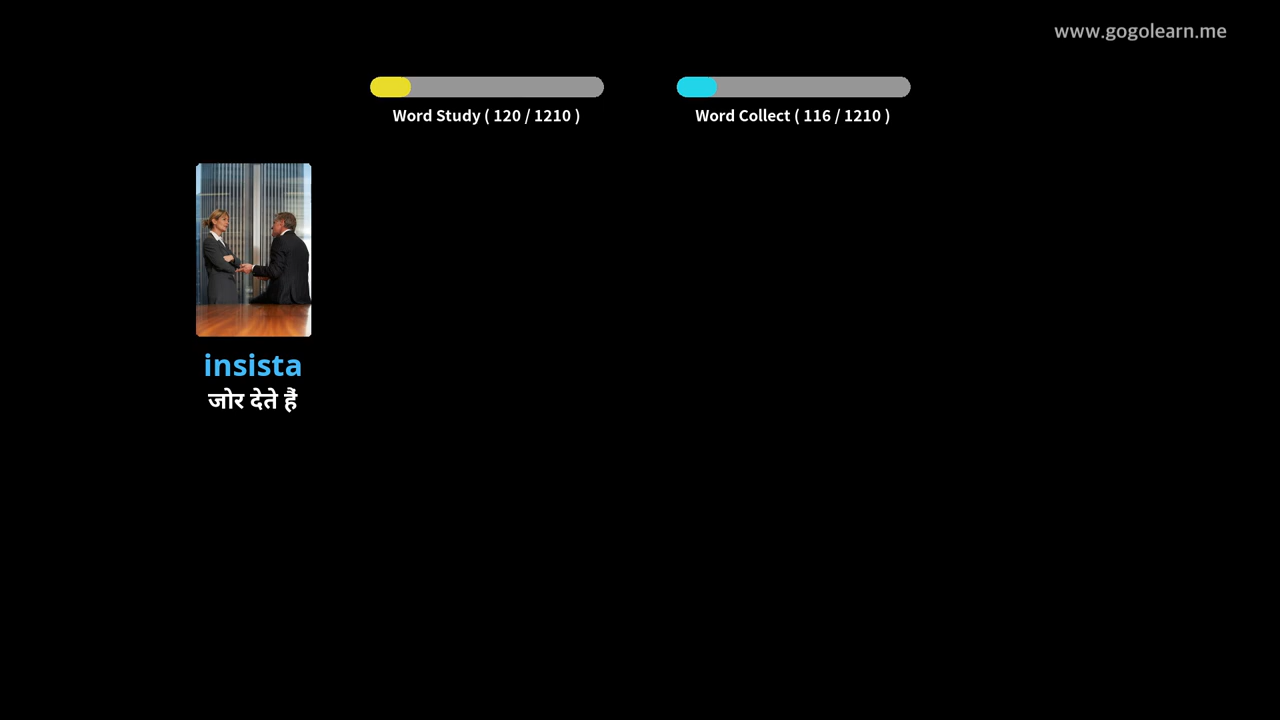 www.gogolearn.me
Word Study ( 120 / 1210 )
Word Collect ( 116 / 1210 )
insista
जोर देते हैं